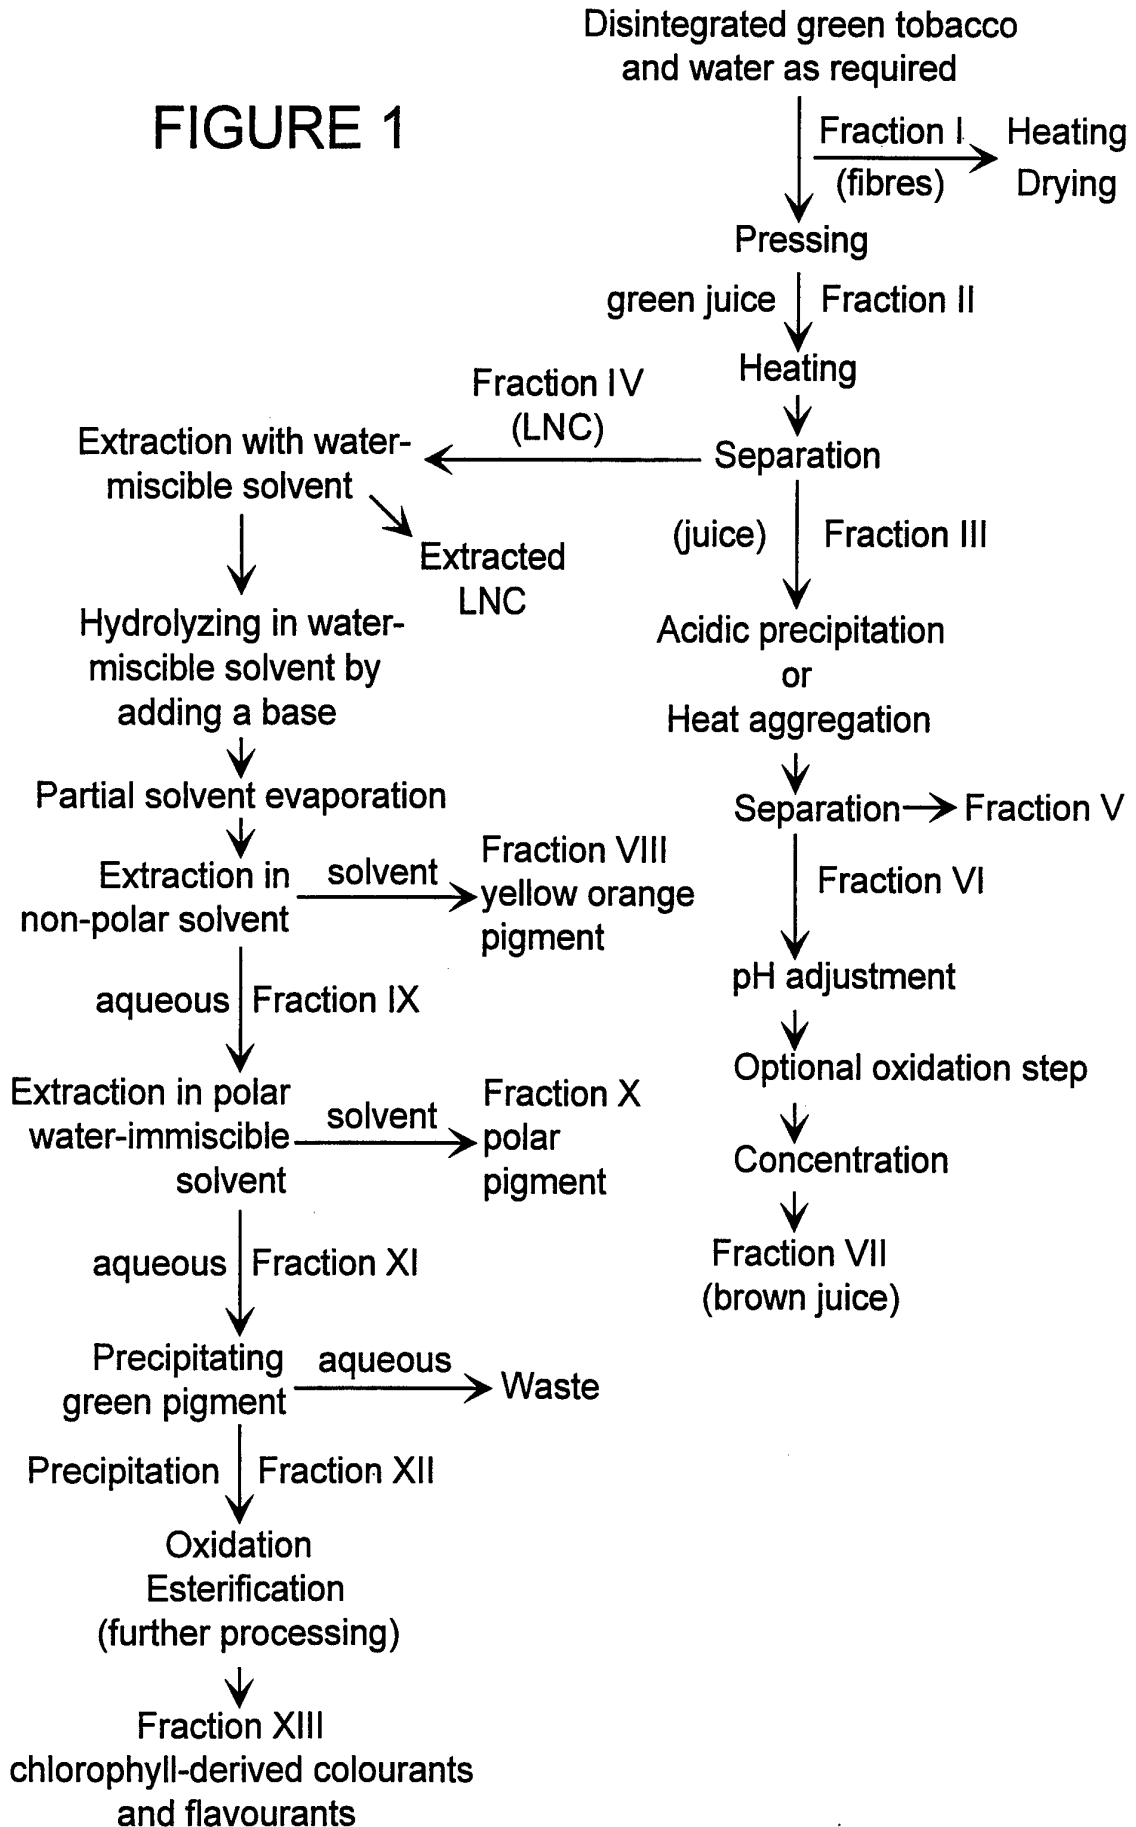 FIGURE 1
Disintegrated green tobacco
and water as required
Fraction I
(fibres)
Heating
Drying
Pressing
green juice
Fraction II
Heating
Separation
Fraction IV
(LNC)
(juice)
Fraction III
Acidic precipitation
or
Heat aggregation
Separation
Fraction V
Fraction VI
pH adjustment
Optional oxidation step
Concentration
Fraction VII
(brown juice)
Extraction with water-
miscible solvent
Extracted
LNC
Hydrolyzing in water-
miscible solvent by
adding a base
Partial solvent evaporation
Extraction in
non-polar solvent
solvent
Fraction VIII
yellow orange
pigment
aqueous
Fraction IX
Extraction in polar
water-immiscible
solvent
solvent
Fraction X
polar
pigment
aqueous
Fraction XI
Precipitating
green pigment
aqueous
Waste
Precipitation
Fraction XII
Oxidation
Esterification
(further processing)
Fraction XIII
chlorophyll-derived colourants
and flavourants